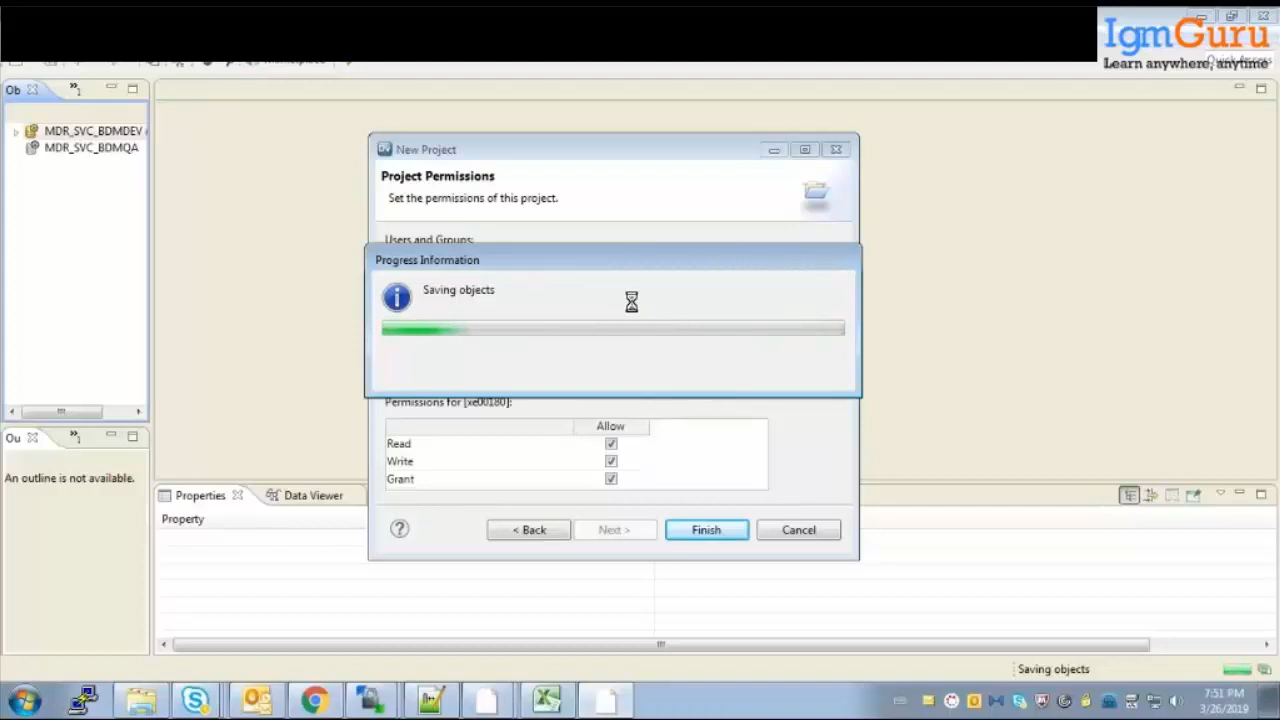 IgmGuru
Learn anywhere, anytime
Ob
MDR_SVC_BDMDEV
MDR_SVC_BDMQA
New Project
Project Permissions
Set the permissions of this project.
Users and Groups:
Progress Information
Saving objects
Permissions for [xe00180]:
Allow
Read
Write
Grant
< Back
Next >
Finish
Cancel
Ou
An outline is not available.
Properties
Data Viewer
Property
Saving objects
7:51 PM
3/26/2019